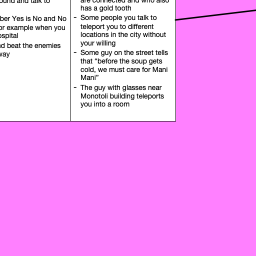 ound and talk to
ber Yes is No and No
or example when you
spital
nd beat the enemies
way
are connected and who also
has a gold tooth
- Some people you talk to
teleport you to different
locations in the city without
your willing
- Some guy on the street tells
that "before the soup gets
cold, we must care for Mani
Mani"
- The guy with glasses near
Monotoli building teleports
you into a room